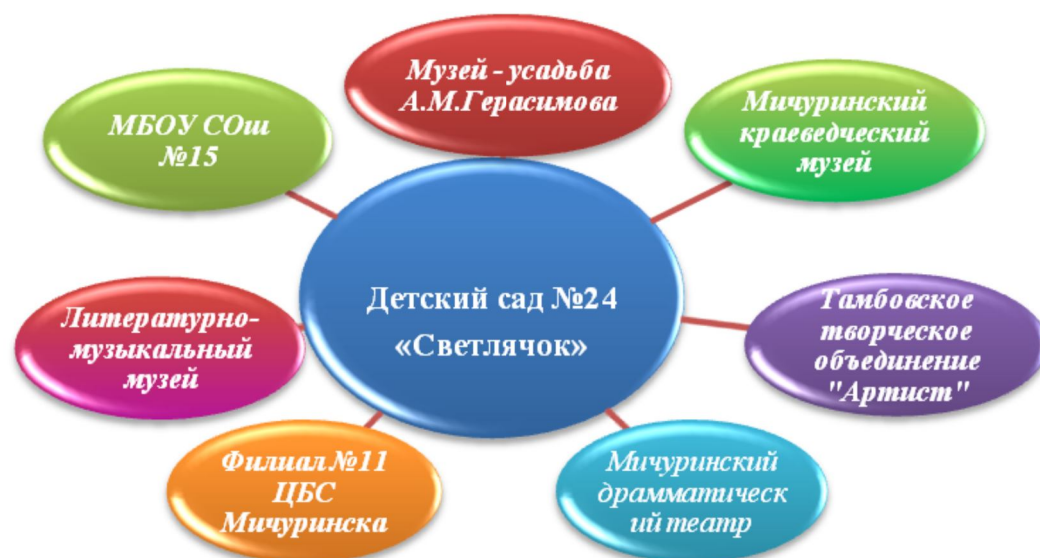 Музей - усадьба
А.М.Герасимова
МБОУ СОш
№15
Мичуринский
краеведческий
музей
Детский сад №24
«Светлячок»
Литературно-
музыкальный
музей
Тамбовское
творческое
объединение
"Артист"
Филиал №11
ЦБС
Мичуринска
Мичуринский
драматическ
ий театр